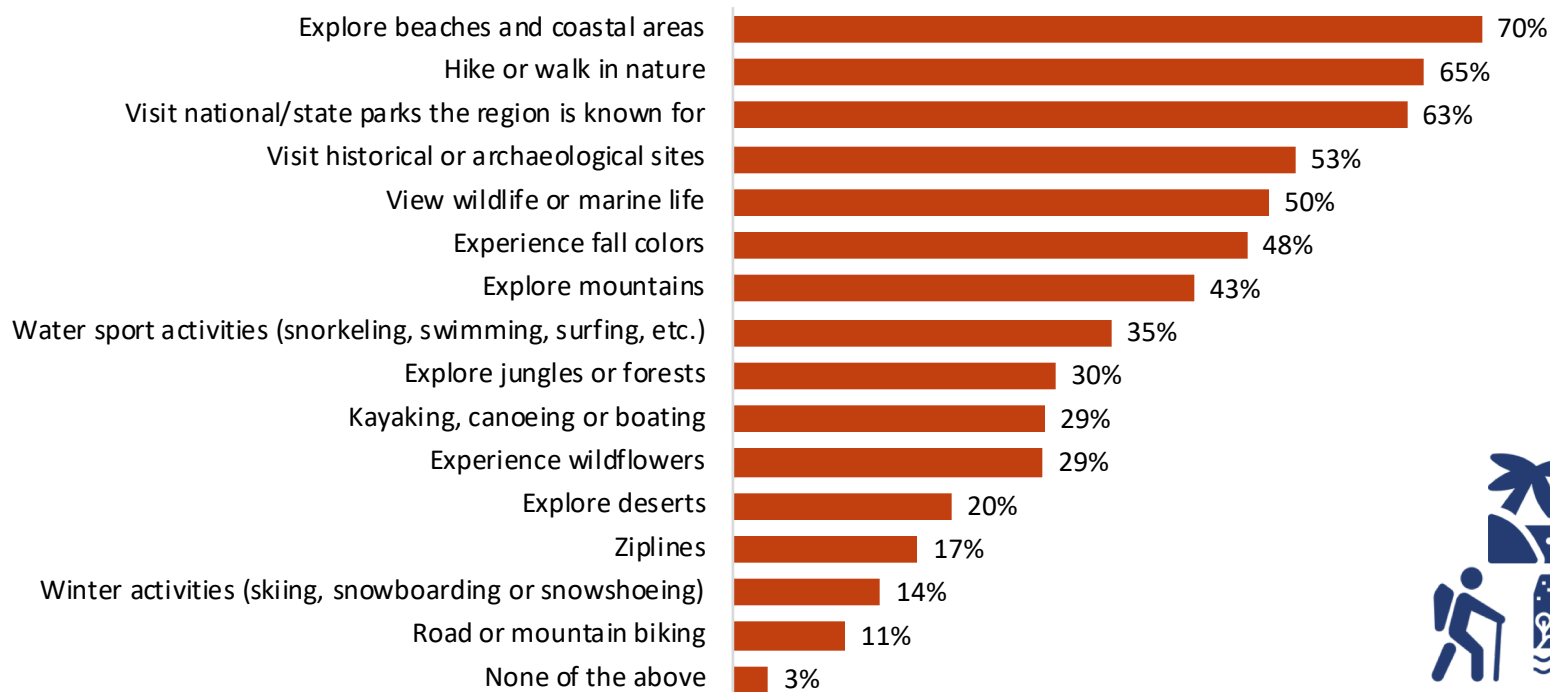 Explore beaches and coastal areas 70%
Hike or walk in nature 65%
Visit national/state parks the region is known for 63%
Visit historical or archaeological sites 53%
View wildlife or marine life 50%
Experience fall colors 48%
Explore mountains 43%
Water sport activities (snorkeling, swimming, surfing, etc.) 35%
Explore jungles or forests 30%
Kayaking, canoeing or boating 29%
Experience wildflowers 29%
Explore deserts 20%
Ziplines 17%
Winter activities (skiing, snowboarding or snowshoeing) 14%
Road or mountain biking 11%
None of the above 3%